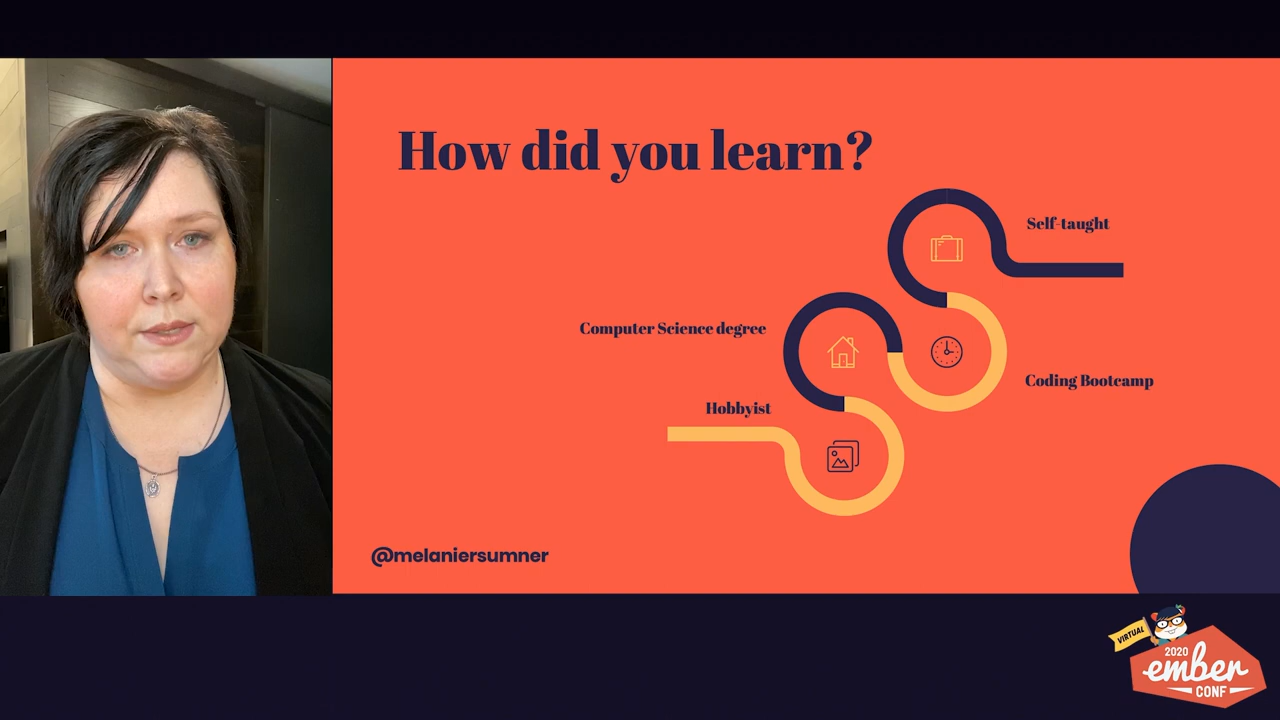 How did you learn?
Self-taught
Computer Science degree
Coding Bootcamp
Hobbyist
@melaniersumner
VIRTUAL
2020
ember
CONF